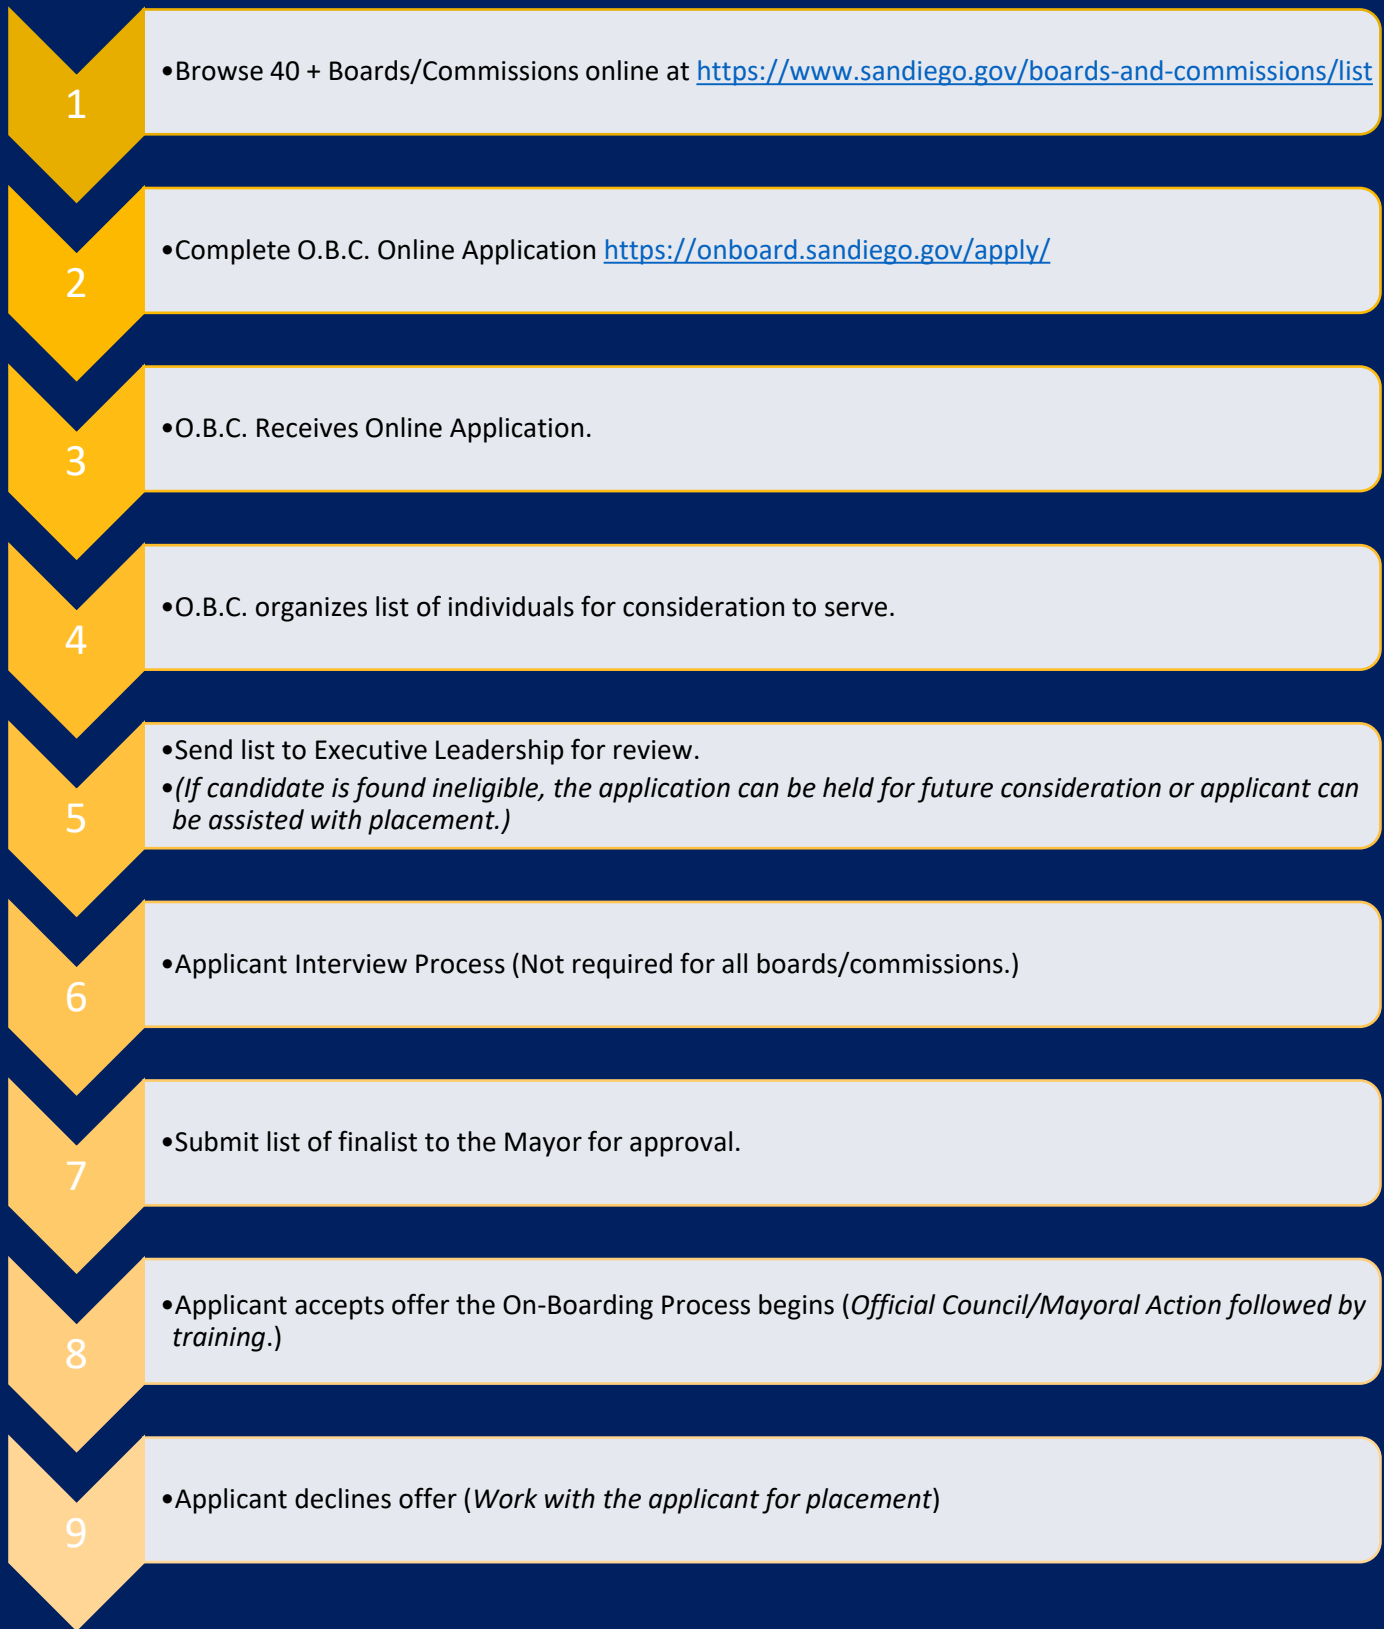 1
•Browse 40 + Boards/Commissions online at https://www.sandiego.gov/boards-and-commissions/list
2
•Complete O.B.C. Online Application https://onboard.sandiego.gov/apply/
3
•O.B.C. Receives Online Application.
4
•O.B.C. organizes list of individuals for consideration to serve.
5
•Send list to Executive Leadership for review.
•(If candidate is found ineligible, the application can be held for future consideration or applicant can
be assisted with placement.)
6
•Applicant Interview Process (Not required for all boards/commissions.)
7
•Submit list of finalist to the Mayor for approval.
8
•Applicant accepts offer the On-Boarding Process begins (Official Council/Mayoral Action followed by
training.)
9
•Applicant declines offer (Work with the applicant for placement)